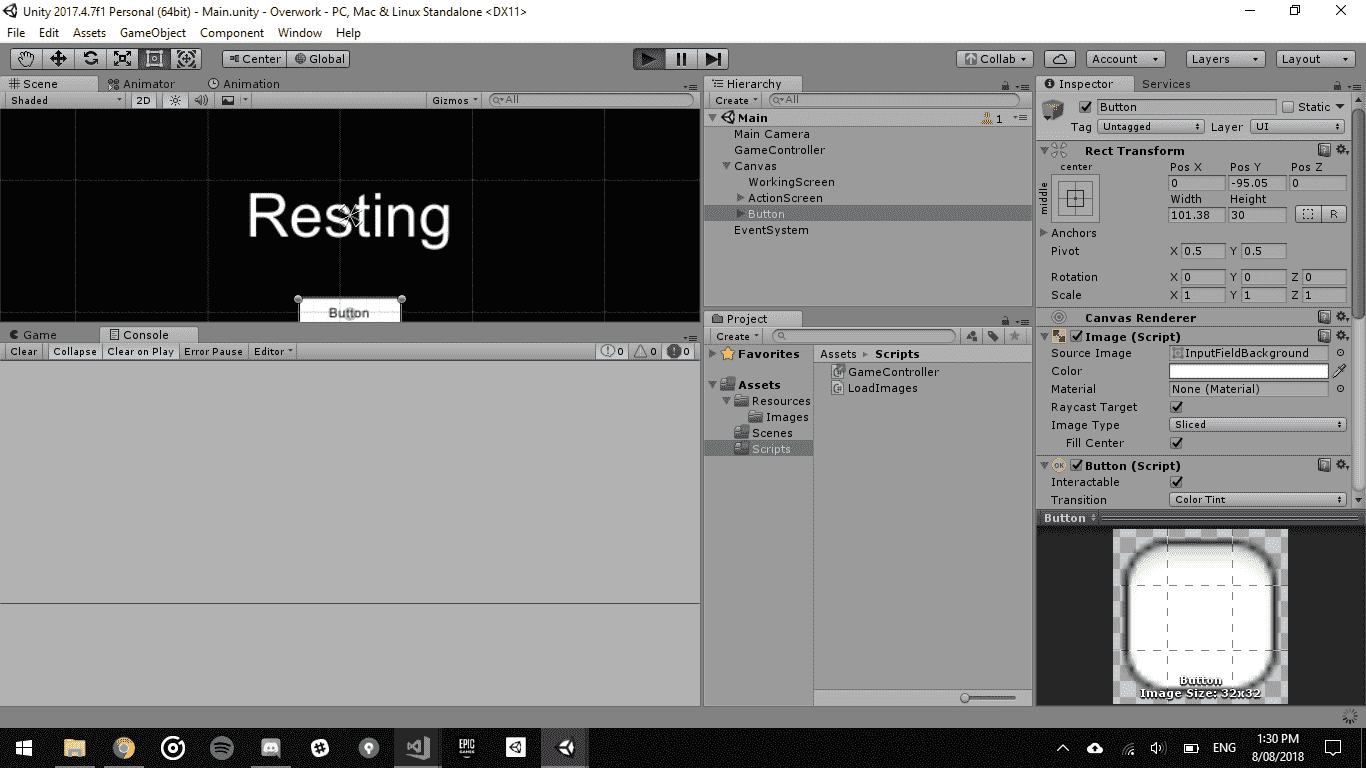 Unity 2017.4.7f1 Personal (64bit) - Main.unity - Overwork - PC, Mac & Linux Standalone <DX11>
File Edit Assets GameObject Component Window Help
Center Global Collab Account Layers Layout
Scene Animator Animation
Shaded 2D Gizmos All
Resting
Button
Game Console
Clear Collapse Clear on Play Error Pause Editor 0 0 0
Hierarchy
Create All
Main 1
Main Camera
GameController
Canvas
WorkingScreen
ActionScreen
Button
EventSystem
Project
Create
Favorites
Assets
Resources
Images
Scenes
Scripts
Assets Scripts
GameController
LoadImages
Inspector Services
Button Static
Tag Untagged Layer UI
Rect Transform
center
middle
Pos X Pos Y Pos Z
0 -95.05 0
Width Height
101.38 30 R
Anchors
Pivot X 0.5 Y 0.5
Rotation X 0 Y 0 Z 0
Scale X 1 Y 1 Z 1
Canvas Renderer
Image (Script)
Source Image InputFieldBackground
Color
Material None (Material)
Raycast Target
Image Type Sliced
Fill Center
OK Button (Script)
Interactable
Transition Color Tint
Button
Button
Image Size: 32x32
EPIC GAMES
ENG
1:30 PM
8/08/2018